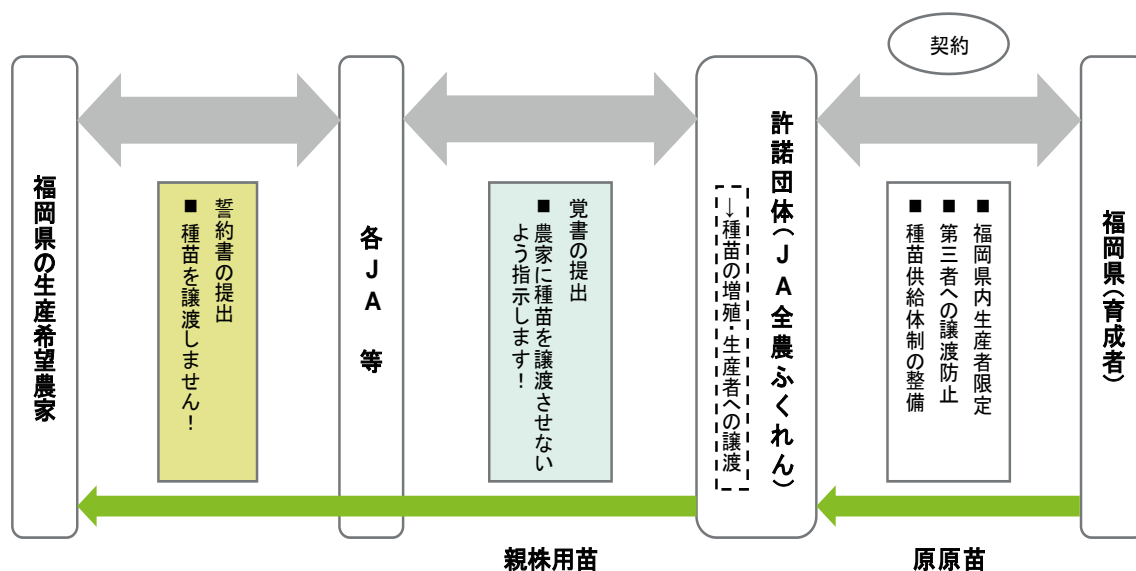 契約
福岡県(育成者)
■ 福岡県内生産者限定
■ 第三者への譲渡防止
■ 種苗供給体制の整備
許諾団体(JA全農ふくれん)
→種苗の増殖・生産者への譲渡
覚書の提出
■ 農家に種苗を譲渡させない
よう指示します!
各JA 等
誓約書の提出
■ 種苗を譲渡しません!
福岡県の生産希望農家
親株用苗
原原苗